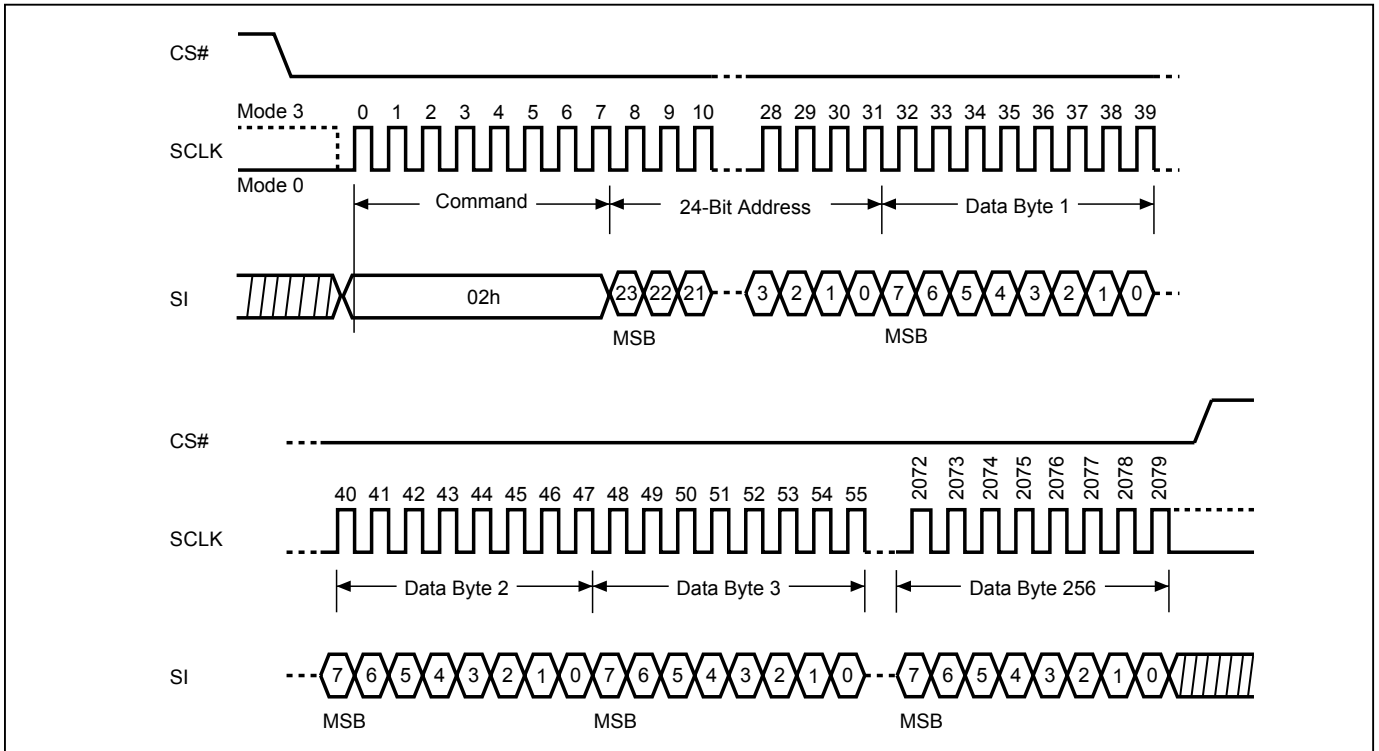 CS#
Mode 3
0 1 2 3 4 5 6 7 8 9 10 28 29 30 31 32 33 34 35 36 37 38 39
SCLK
Mode 0
Command 24-Bit Address Data Byte 1
SI 02h 23 22 21 3 2 1 0 7 6 5 4 3 2 1 0
MSB MSB
CS#
40 41 42 43 44 45 46 47 48 49 50 51 52 53 54 55 2072 2073 2074 2075 2076 2077 2078 2079
SCLK
Data Byte 2 Data Byte 3 Data Byte 256
SI 7 6 5 4 3 2 1 0 7 6 5 4 3 2 1 0 7 6 5 4 3 2 1 0
MSB MSB MSB